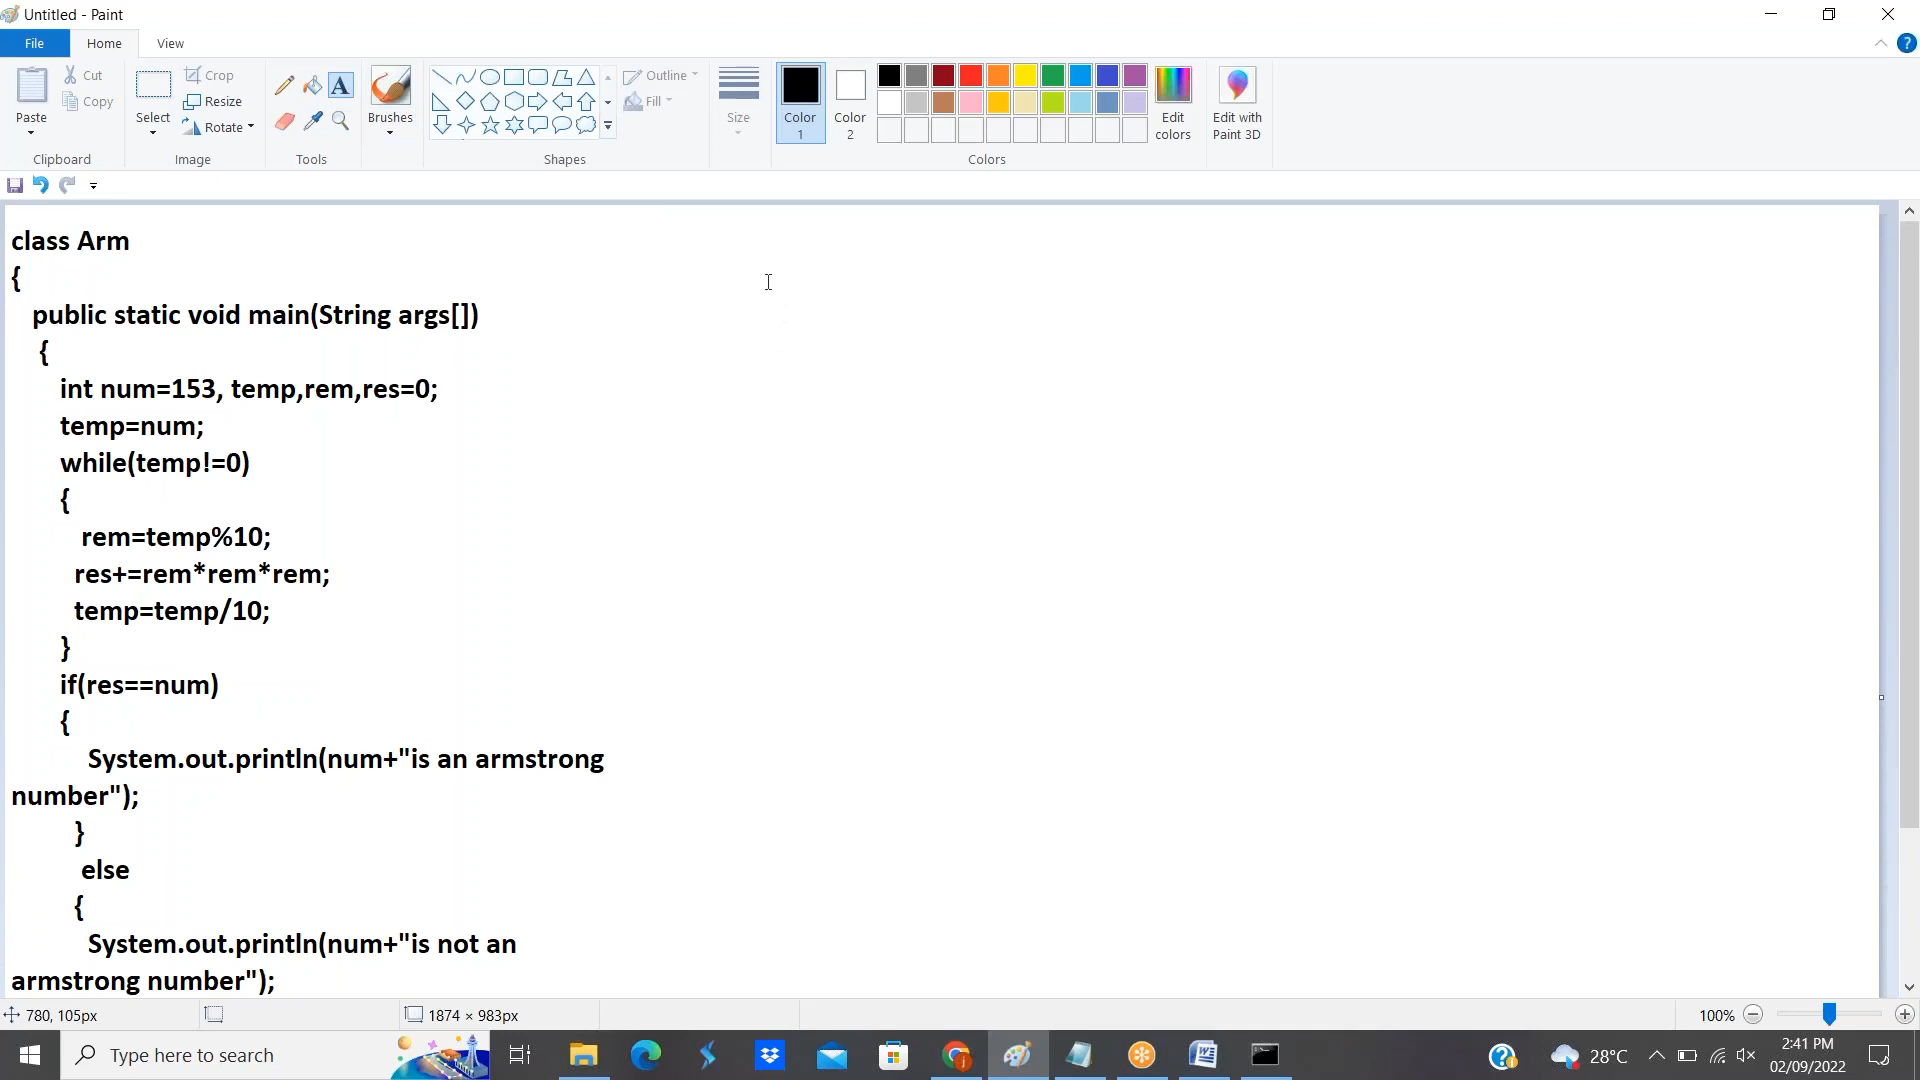 Untitled - Paint
File Home View
Cut
Copy
Paste
Clipboard
Crop
Resize
Rotate
Select
Image
Tools
Brushes
Outline
Fill
Shapes
Size
Color 1
Color 2
Edit colors
Edit with Paint 3D
Colors
class Arm
{
public static void main(String args[])
{
int num=153, temp,rem,res=0;
temp=num;
while(temp!=0)
{
rem=temp%10;
res+=rem*rem*rem;
temp=temp/10;
}
if(res==num)
{
System.out.println(num+"is an armstrong
number");
}
else
{
System.out.println(num+"is not an
armstrong number");
780, 105px 1874 × 983px 100%
Type here to search 28°C 2:41 PM
02/09/2022